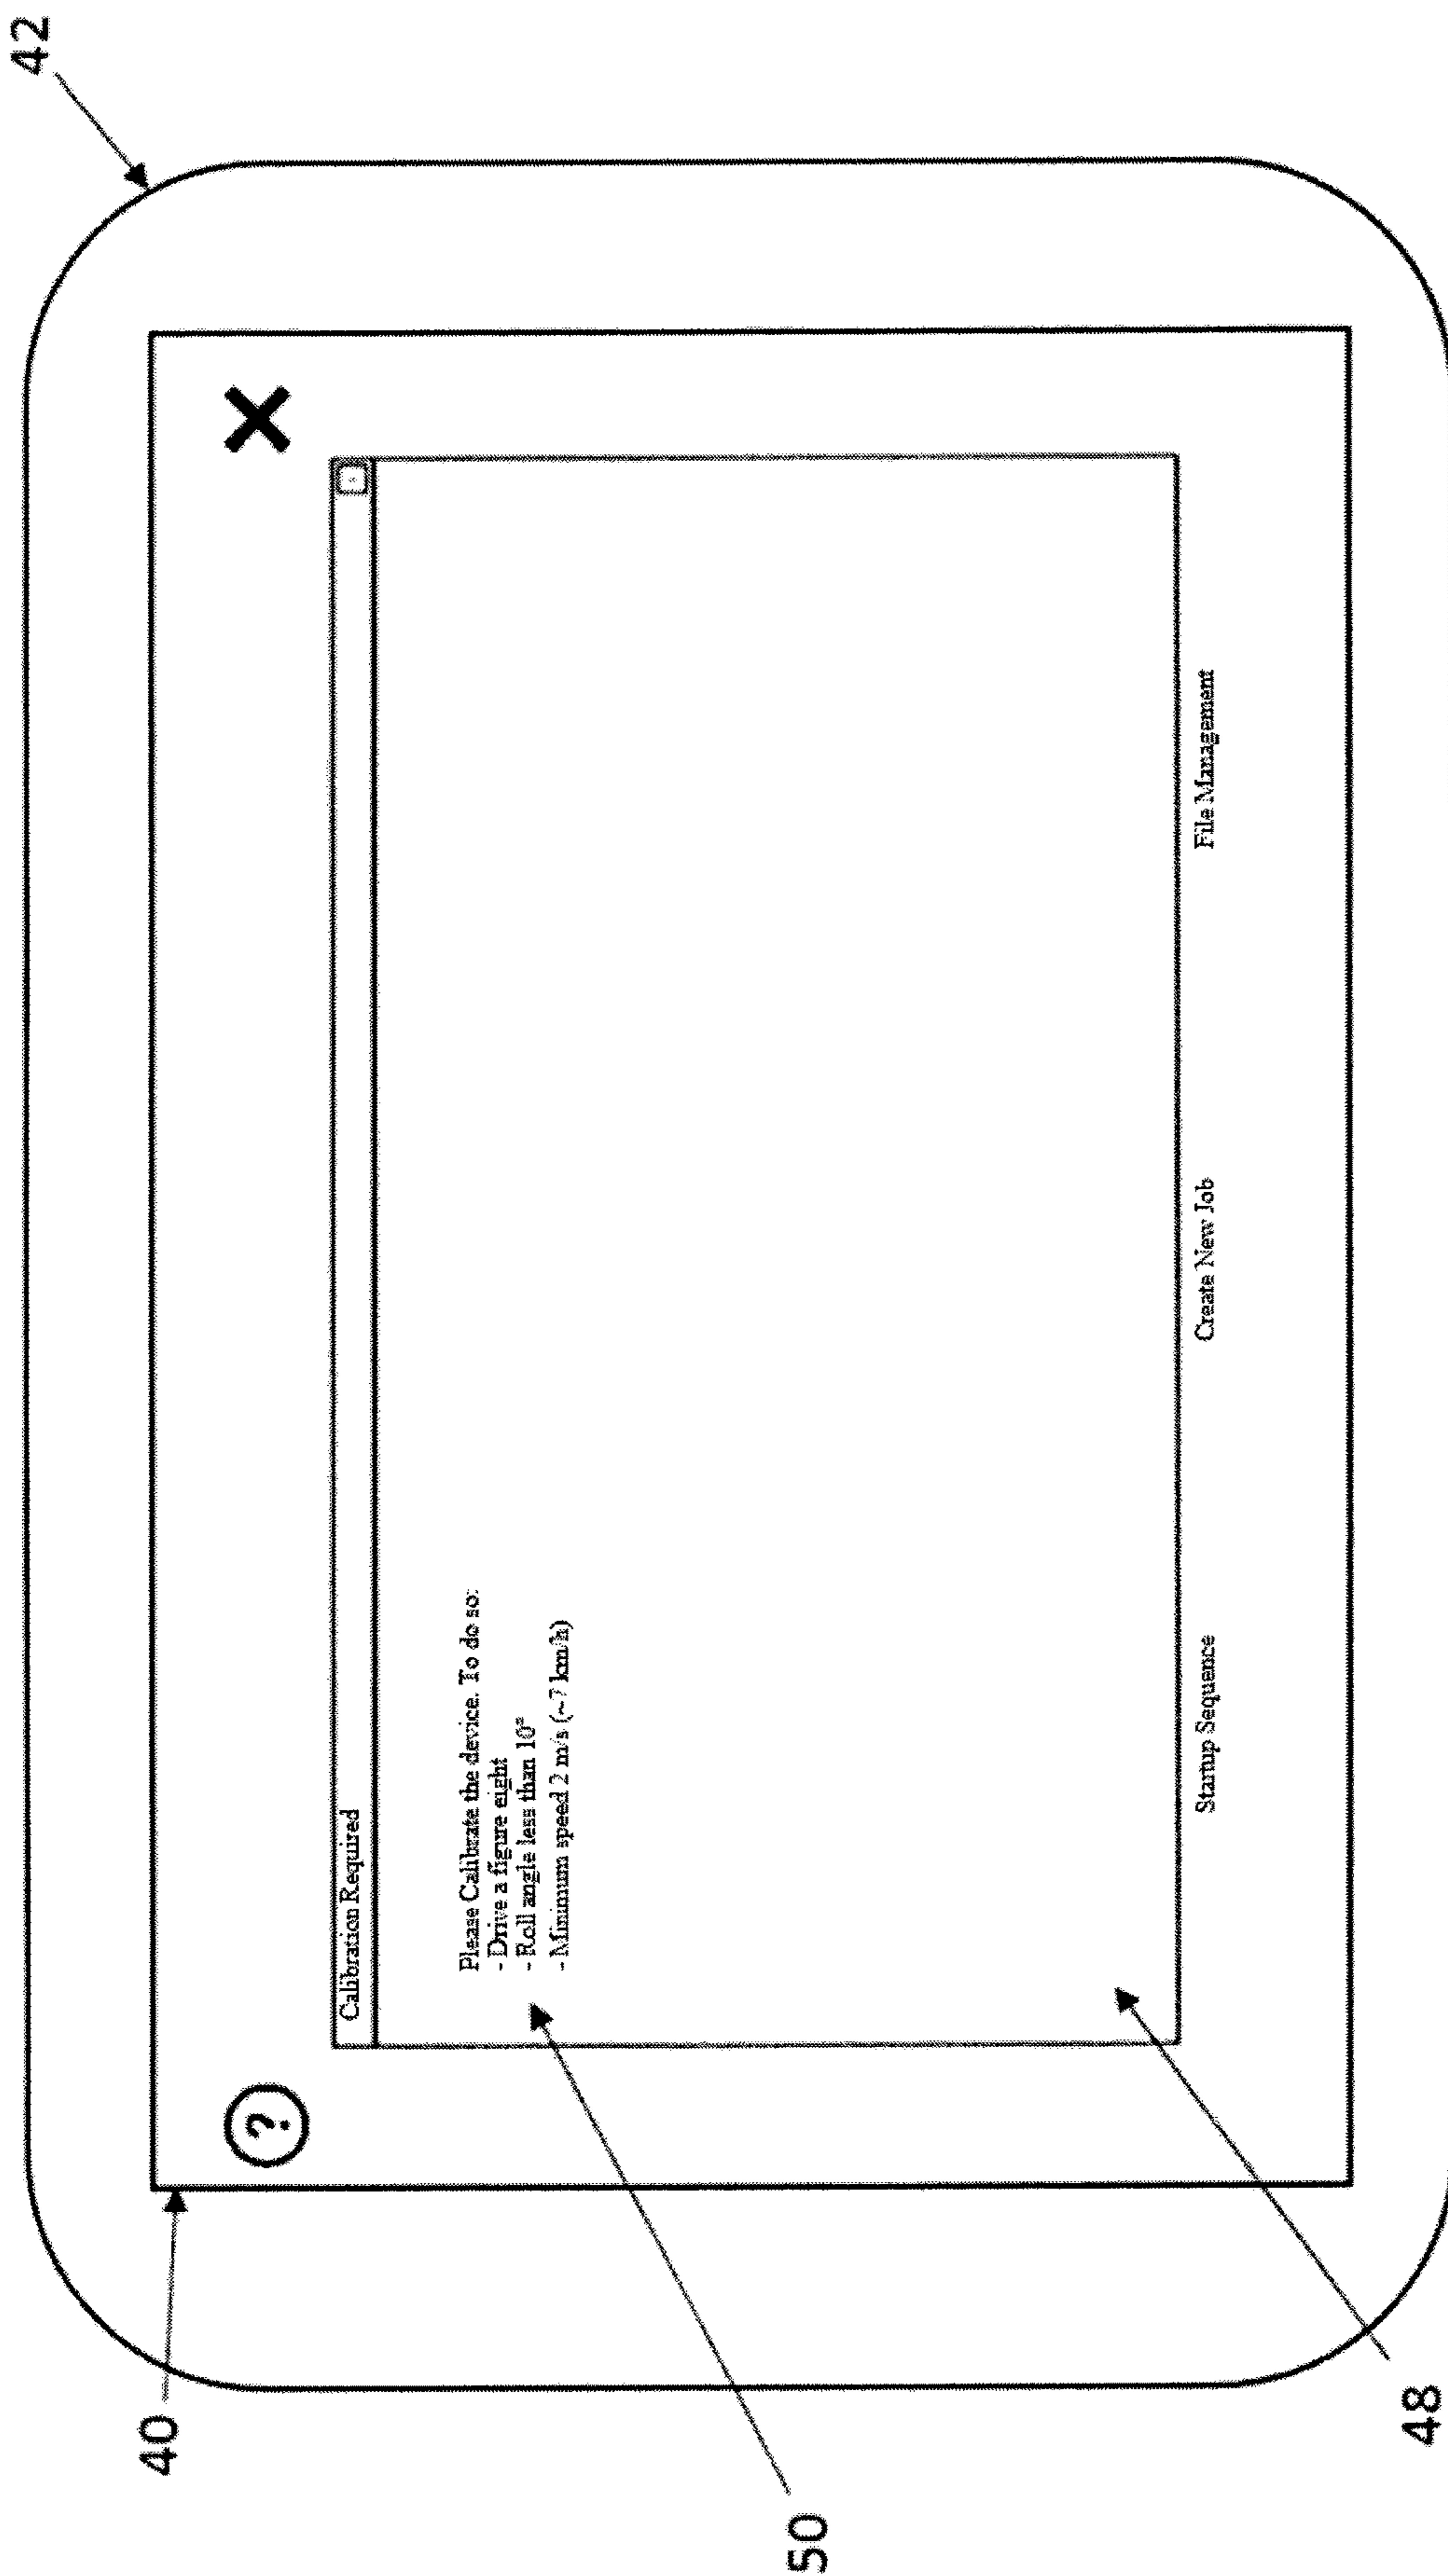 42
40
?
X
Calibration Required
Please Calibrate the device. To do so:
- Drive a figure eight
- Roll angle less than 10°
- Minimum speed 2 m/s (~7 km/h)
50
Startup Sequence
Create New Job
File Management
48